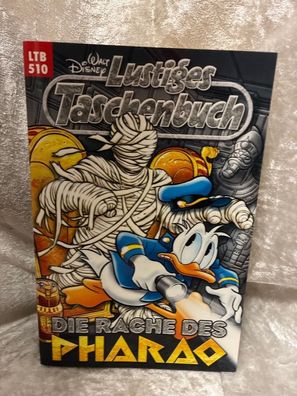 LTB
510
Walt
Disney
Lustiges
Taschenbuch
DIE RACHE DES
PHARAO